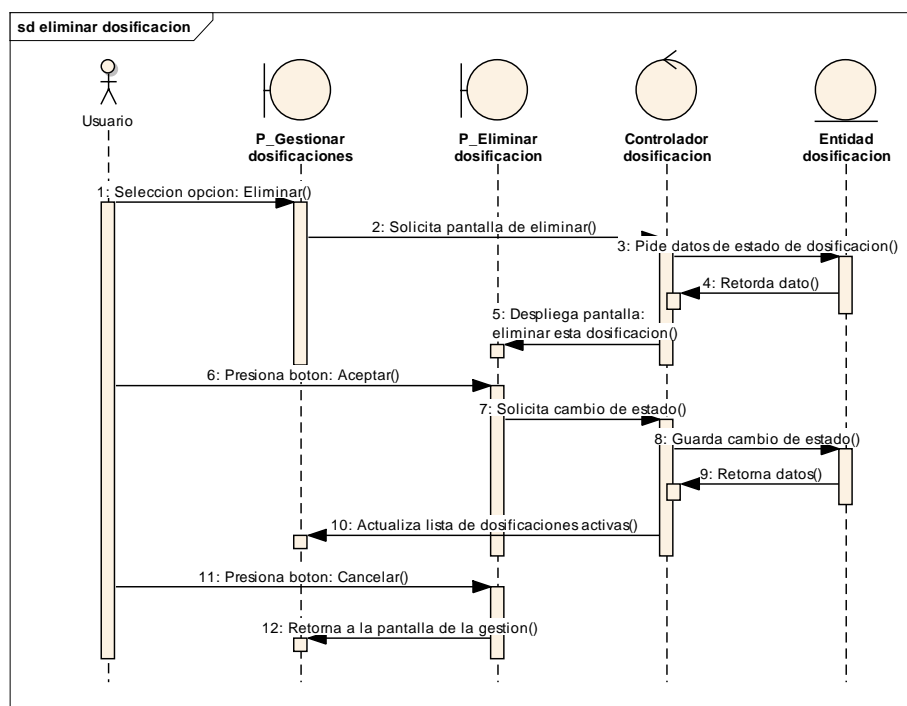 sd eliminar dosificacion
Usuario
P_Gestionar
dosificaciones
P_Eliminar
dosificacion
Controlador
dosificacion
Entidad
dosificacion
1: Seleccion opcion: Eliminar()
2: Solicita pantalla de eliminar()
3: Pide datos de estado de dosificacion()
4: Retorda dato()
5: Despliega pantalla:
eliminar esta dosificacion()
6: Presiona boton: Aceptar()
7: Solicita cambio de estado()
8: Guarda cambio de estado()
9: Retorna datos()
10: Actualiza lista de dosificaciones activas()
11: Presiona boton: Cancelar()
12: Retorna a la pantalla de la gestion()